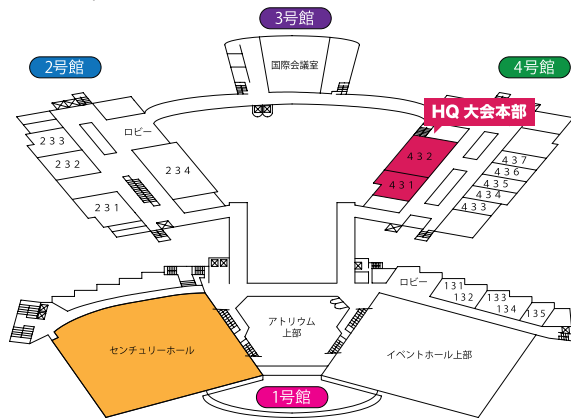 3号館
国際会議室
2号館
4号館
HQ 大会本部
ロビー
233
232
231
234
432
431
437
436
435
434
433
ロビー
131
132
133
134
135
センチュリーホール
アトリウム
上部
イベントホール上部
1号館